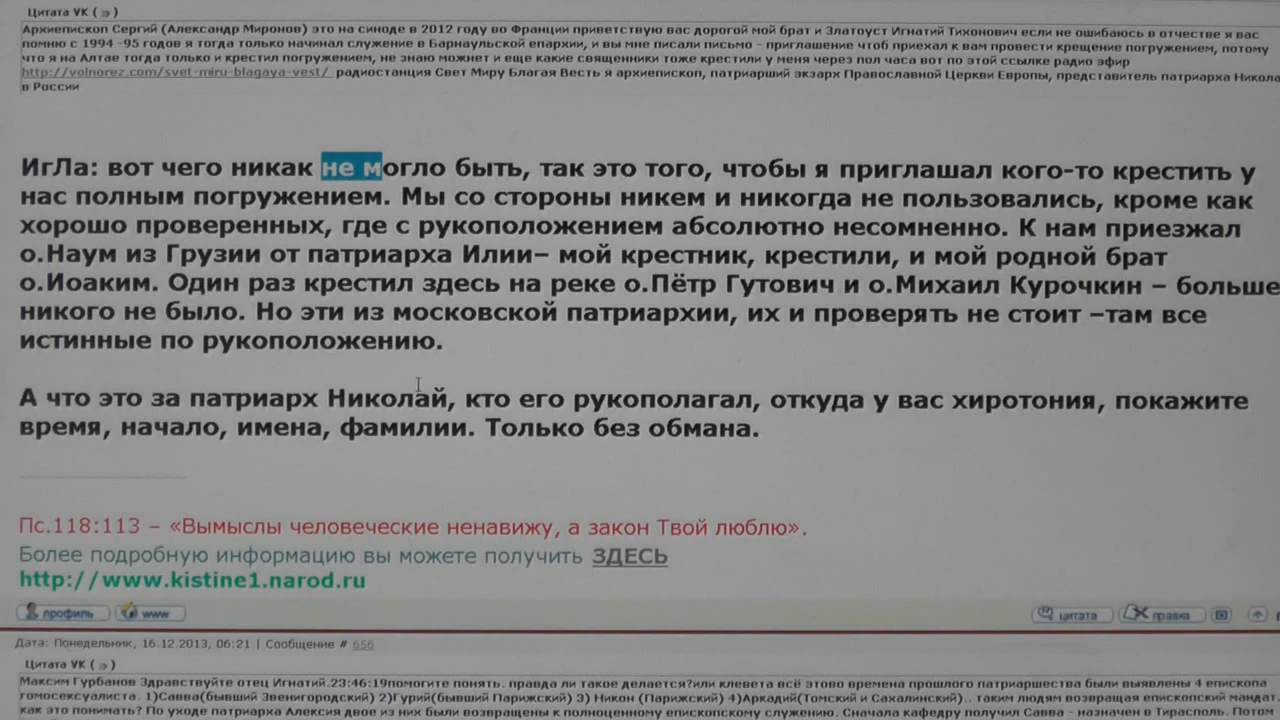 Цитата VK ( )
Архиепископ Сергий (Александр Миронов) это на синоде в 2012 году во Франции приветствую вас дорогой мой брат и Златоуст Игнатий Тихонович если не ошибаюсь в отчестве я вас
помню с 1994 -95 годов я тогда только начинал служение в Барнаульской епархии, и вы мне писали письмо - приглашение чтоб приехал к вам провести крещение погружением, потому
что я на Алтае тогда только и крестил погружением, не знаю можнет и еще какие священники тоже крестили у меня через пол часа вот по этой ссылке радио эфир
http://volnorez.com/svet-miru-blagaya-vest/ радиостанция Свет Миру Благая Весть я архиепископ, патриарший экзарх Православной Церкви Европы, представитель патриарха Никола
в России
ИгЛа: вот чего никак не могло быть, так это того, чтобы я приглашал кого-то крестить у
нас полным погружением. Мы со стороны никем и никогда не пользовались, кроме как
хорошо проверенных, где с рукоположением абсолютно несомненно. К нам приезжал
о.Наум из Грузии от патриарха Илии– мой крестник, крестили, и мой родной брат
о.Иоаким. Один раз крестил здесь на реке о.Пётр Гутович и о.Михаил Курочкин – больше
никого не было. Но эти из московской патриархии, их и проверять не стоит –там все
истинные по рукоположению.
А что это за патриарх Николай, кто его рукополагал, откуда у вас хиротония, покажите
время, начало, имена, фамилии. Только без обмана.
Пс.118:113 – «Вымыслы человеческие ненавижу, а закон Твой люблю».
Более подробную информацию вы можете получить ЗДЕСЬ
http://www.kistine1.narod.ru
профиль www цитата правка
Дата: Понедельник, 16.12.2013, 06:21 | Сообщение # 656
Цитата VK ( )
Максим Гурбанов Здравствуйте отец Игнатий.23:46:19помогите понять. правда ли такое делается?или клевета всё этово времена прошлого патриаршества были выявлены 4 епископа
гомосексуалиста. 1)Савва(бывший Звенигородский) 2)Гурий(бывший Парижский) 3) Никон (Парижский) 4)Аркадий(Томский и Сахалинский).. таким людям возвращая епископский мандат
как это понимать? По уходе патриарха Алексия двое из них были возвращены к полноценному епископскому служению. Сначала кафедру получил Савва - назначен в Тирасполь. Потом